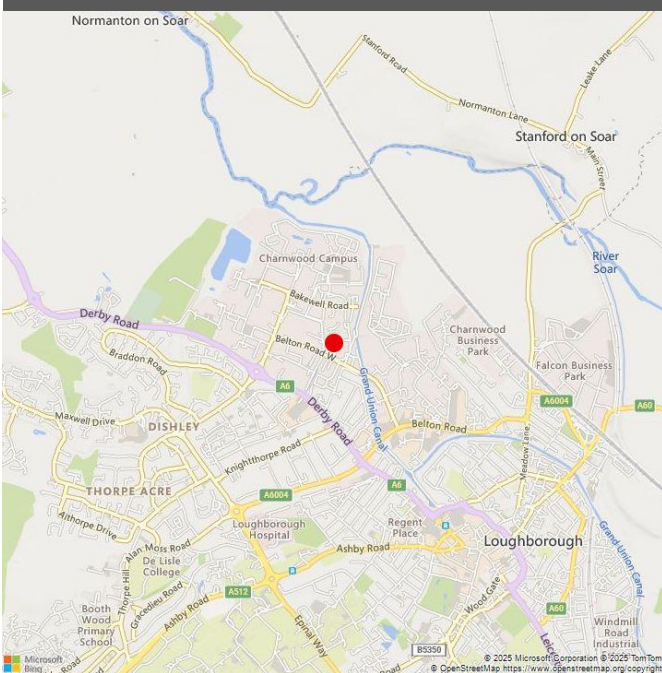 Normanton on Soar
Stanford Road
Leake Lane
Normanton Lane
Stanford on Soar
Main Street
River
Soar
Charnwood Campus
Bakewell Road
Derby Road
Braddon Road
Belton Road W
Charnwood
Business
Park
Falcon Business
Park
A6
Grand Union Canal
A6004
A60
Maxwell Drive
DISHLEY
Derby Road
Belton Road
Meadow Lane
Knightthorpe Road
THORPE ACRE
A6004
A6
Aithorpe Drive
Loughborough
Hospital
Regent
Place
Loughborough
Grand Union Canal
Alan Moss Road
Ashby Road
De Lisle
College
Thorpe Hill
Gracedieu Road
A512
Wood Gate
Booth
Wood
Primary
School
Ashby Road
Epinal Way
A60
Windmill
Road
Industrial
B5350
Leic
Microsoft
Bing
© 2025 Microsoft Corporation © 2025 TomTom
© OpenStreetMap https://www.openstreetmap.org/copyright